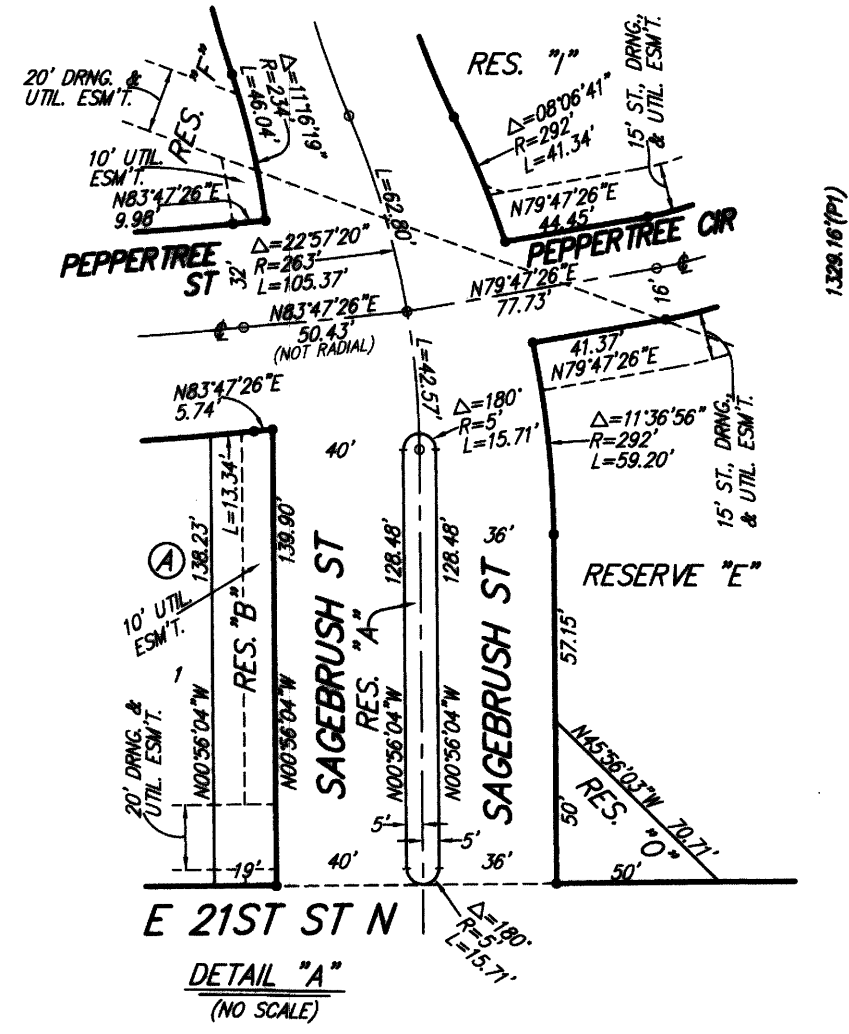 RES. "I"
15' ST., DRNG.,
& UTIL. ESM'T.
20' DRNG. &
UTIL. ESM'T.
RES. "F"
Δ=11°16'19"
R=234'
L=46.04'
Δ=08°06'41"
R=292'
L=41.34'
10' UTIL.
ESM'T.
N83°47'26"E
9.98'
L=62.80'
N79°47'26"E
44.45'
1329.16'(P1)
PEPPERTREE
ST
32'
Δ=22°57'20"
R=263'
L=105.37'
PEPPERTREE CIR
N79°47'26"E
77.73'
16'
N83°47'26"E
50.43'
(NOT RADIAL)
41.37'
N79°47'26"E
L=42.57'
N83°47'26"E
5.74'
Δ=180°
R=5'
L=15.71'
Δ=11°36'56"
R=292'
L=59.20'
15' ST., DRNG.,
& UTIL. ESM'T.
40'
L=13.34'
138.23'
139.90'
128.48'
128.48'
36'
A
RESERVE "E"
10' UTIL.
ESM'T.
RES. "B"
SAGEBRUSH ST
RES. "A"
SAGEBRUSH ST
57.15'
1
N00°56'04"W
N00°56'04"W
N00°56'04"W
N00°56'04"W
20' DRNG. &
UTIL. ESM'T.
N45°56'03"W 70.71'
RES. "O"
50'
5'
5'
19'
40'
36'
50'
E 21ST ST N
Δ=180°
R=5'
L=15.71'
DETAIL "A"
(NO SCALE)